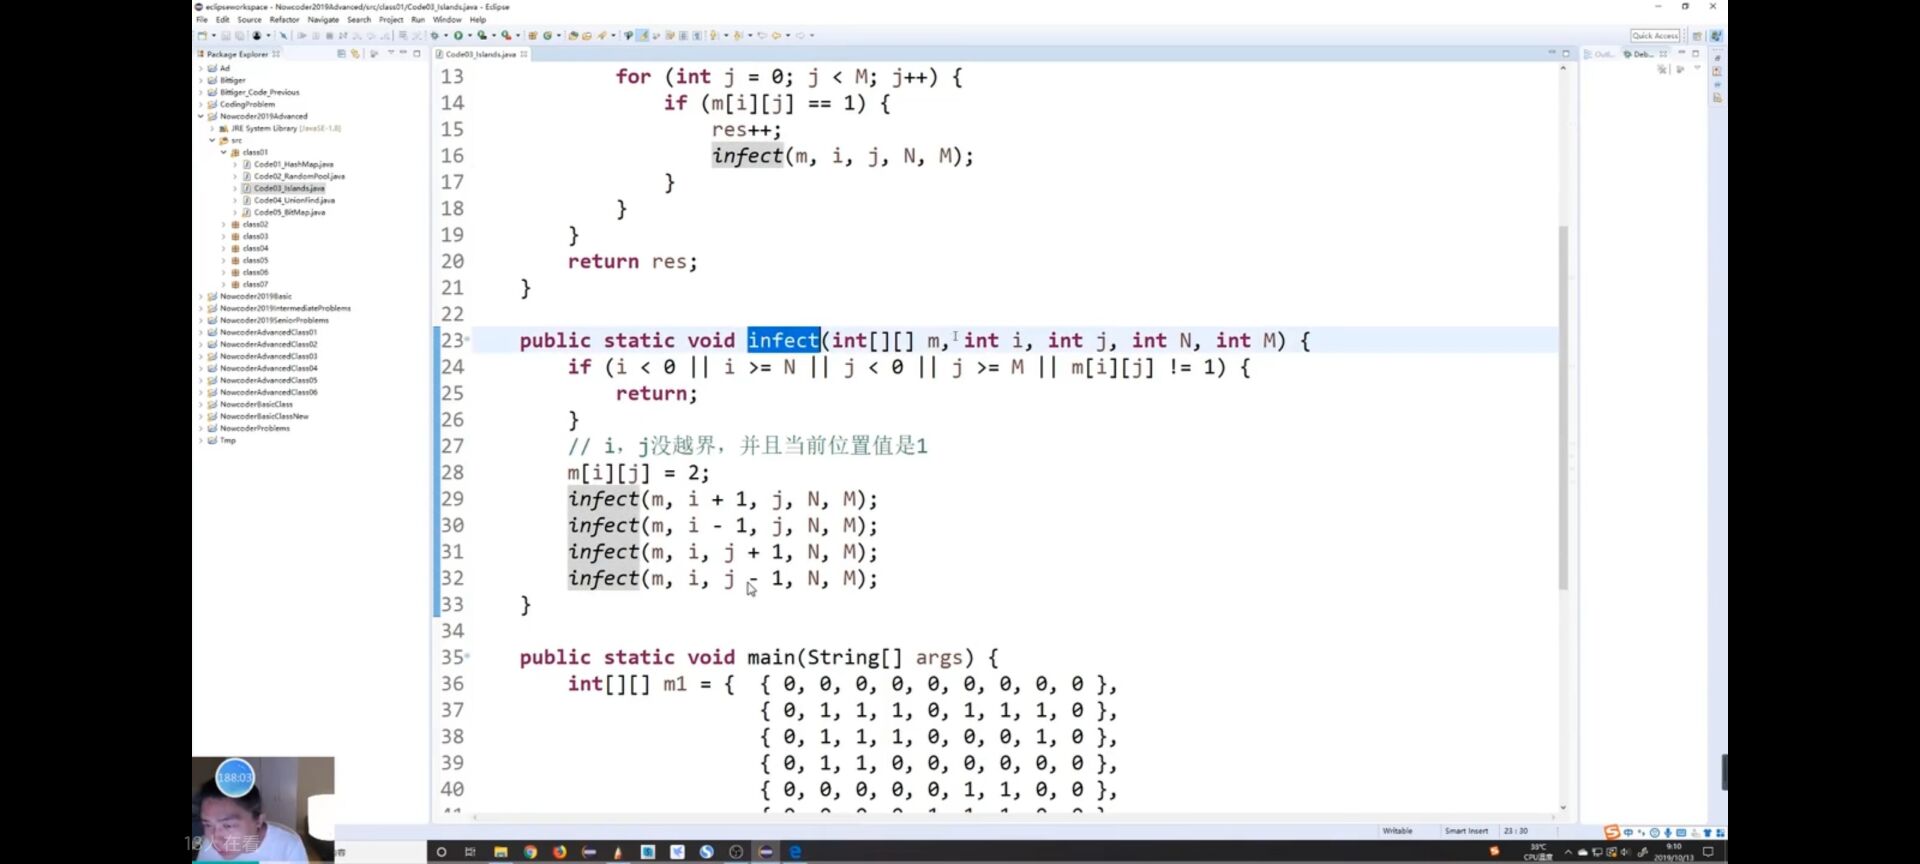 eclipseworkspace - Nowcoder2019Advanced/src/class01/Code03_Islands.java - Eclipse
File Edit Source Refactor Navigate Search Project Run Window Help
Quick Access
Package Explorer
Code03_Islands.java
Ad
Bittiger
Bittiger_Code_Previous
CodingProblem
Nowcoder2019Advanced
JRE System Library [JavaSE-1.8]
src
class01
Code01_HashMap.java
Code02_RandomPool.java
Code03_Islands.java
Code04_UnionFind.java
Code05_BitMap.java
class02
class03
class04
class05
class06
class07
Nowcoder2019Basic
Nowcoder2019IntermediateProblems
Nowcoder2019SeniorProblems
NowcoderAdvancedClass01
NowcoderAdvancedClass02
NowcoderAdvancedClass03
NowcoderAdvancedClass04
NowcoderAdvancedClass05
NowcoderAdvancedClass06
NowcoderBasicClass
NowcoderBasicClassNew
NowcoderProblems
Tmp
13 for (int j = 0; j < M; j++) {
14 if (m[i][j] == 1) {
15 res++;
16 infect(m, i, j, N, M);
17 }
18 }
19 }
20 return res;
21 }
22
23 public static void infect(int[][] m, int i, int j, int N, int M) {
24 if (i < 0 || i >= N || j < 0 || j >= M || m[i][j] != 1) {
25 return;
26 }
27 // i，j没越界，并且当前位置值是1
28 m[i][j] = 2;
29 infect(m, i + 1, j, N, M);
30 infect(m, i - 1, j, N, M);
31 infect(m, i, j + 1, N, M);
32 infect(m, i, j - 1, N, M);
33 }
34
35 public static void main(String[] args) {
36 int[][] m1 = { { 0, 0, 0, 0, 0, 0, 0, 0, 0 },
37 { 0, 1, 1, 1, 0, 1, 1, 1, 0 },
38 { 0, 1, 1, 1, 0, 0, 0, 1, 0 },
39 { 0, 1, 1, 0, 0, 0, 0, 0, 0 },
40 { 0, 0, 0, 0, 0, 1, 1, 0, 0 },
188:03
人在看
Writable Smart Insert 23 : 30
中
CPU温度
9:10
2019/10/13